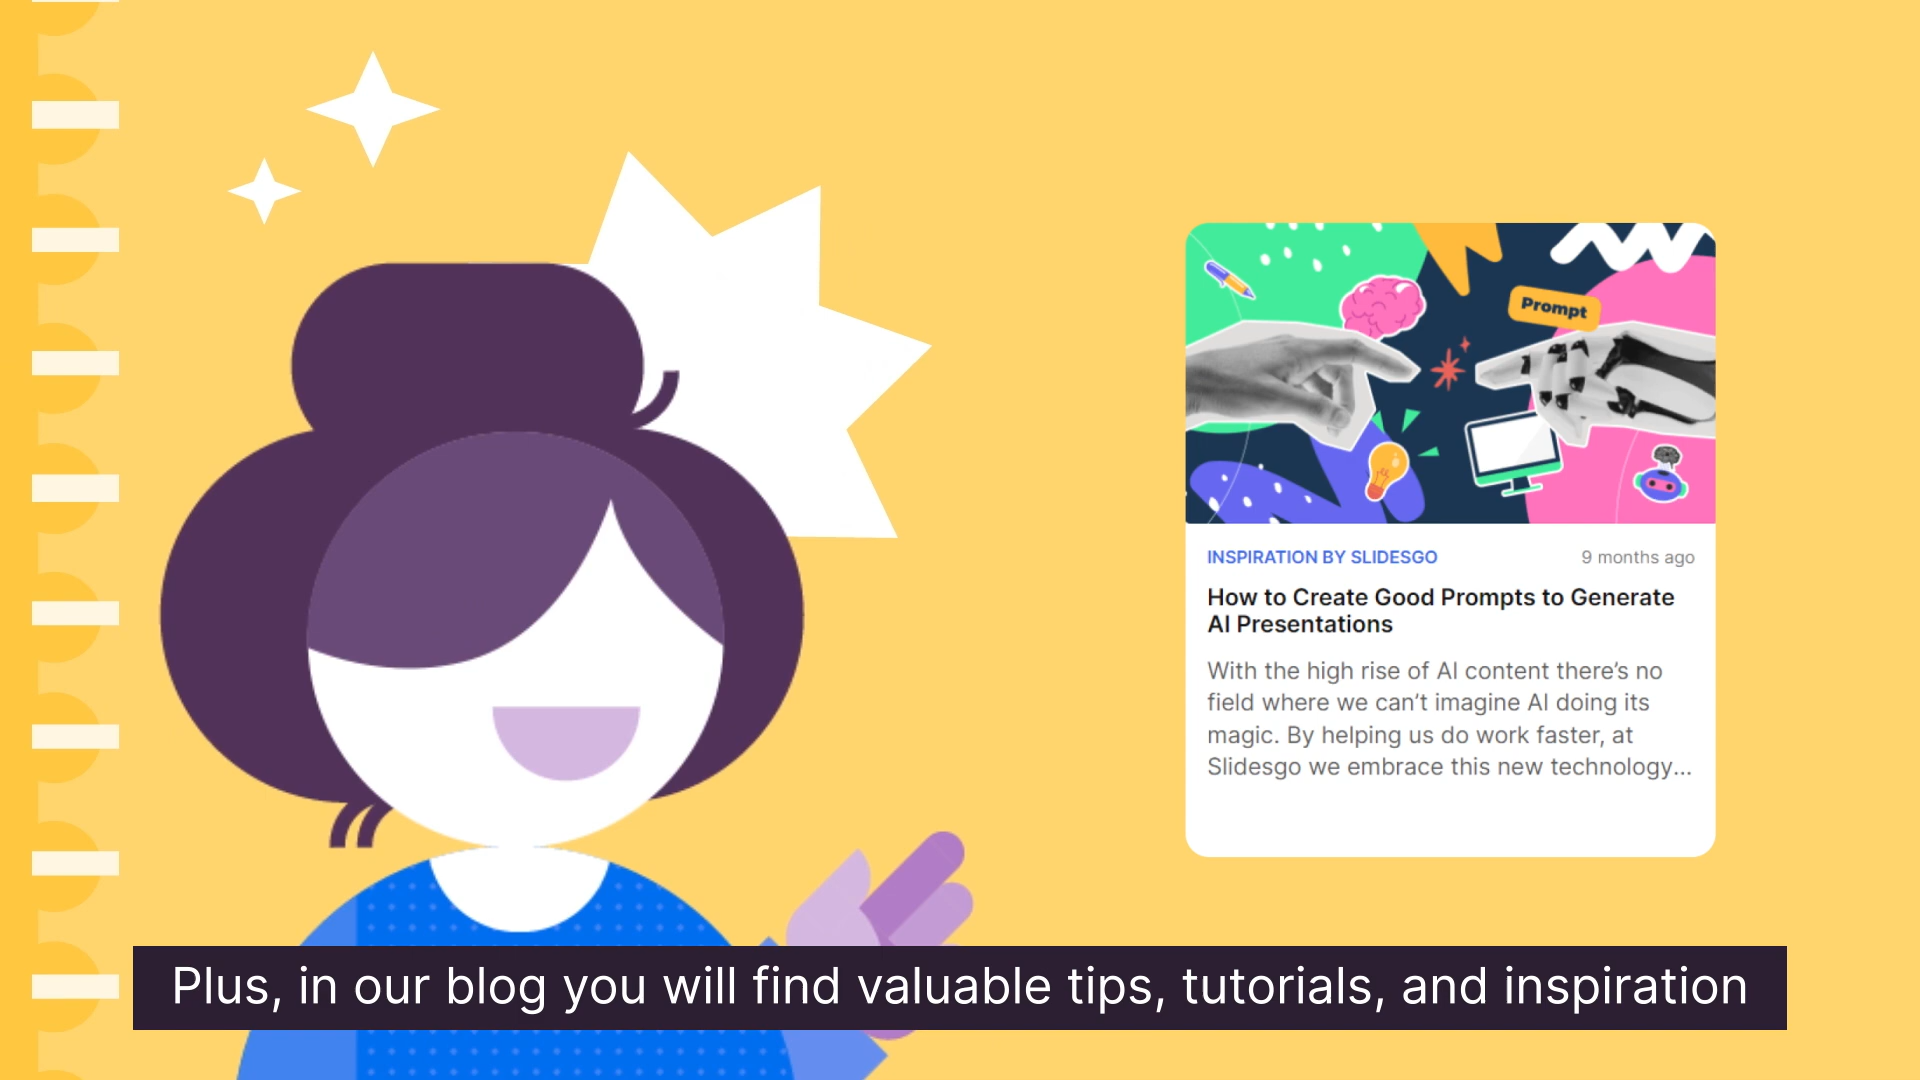 Prompt
INSPIRATION BY SLIDESGO
9 months ago
How to Create Good Prompts to Generate
AI Presentations
With the high rise of AI content there’s no
field where we can’t imagine AI doing its
magic. By helping us do work faster, at
Slidesgo we embrace this new technology...
Plus, in our blog you will find valuable tips, tutorials, and inspiration